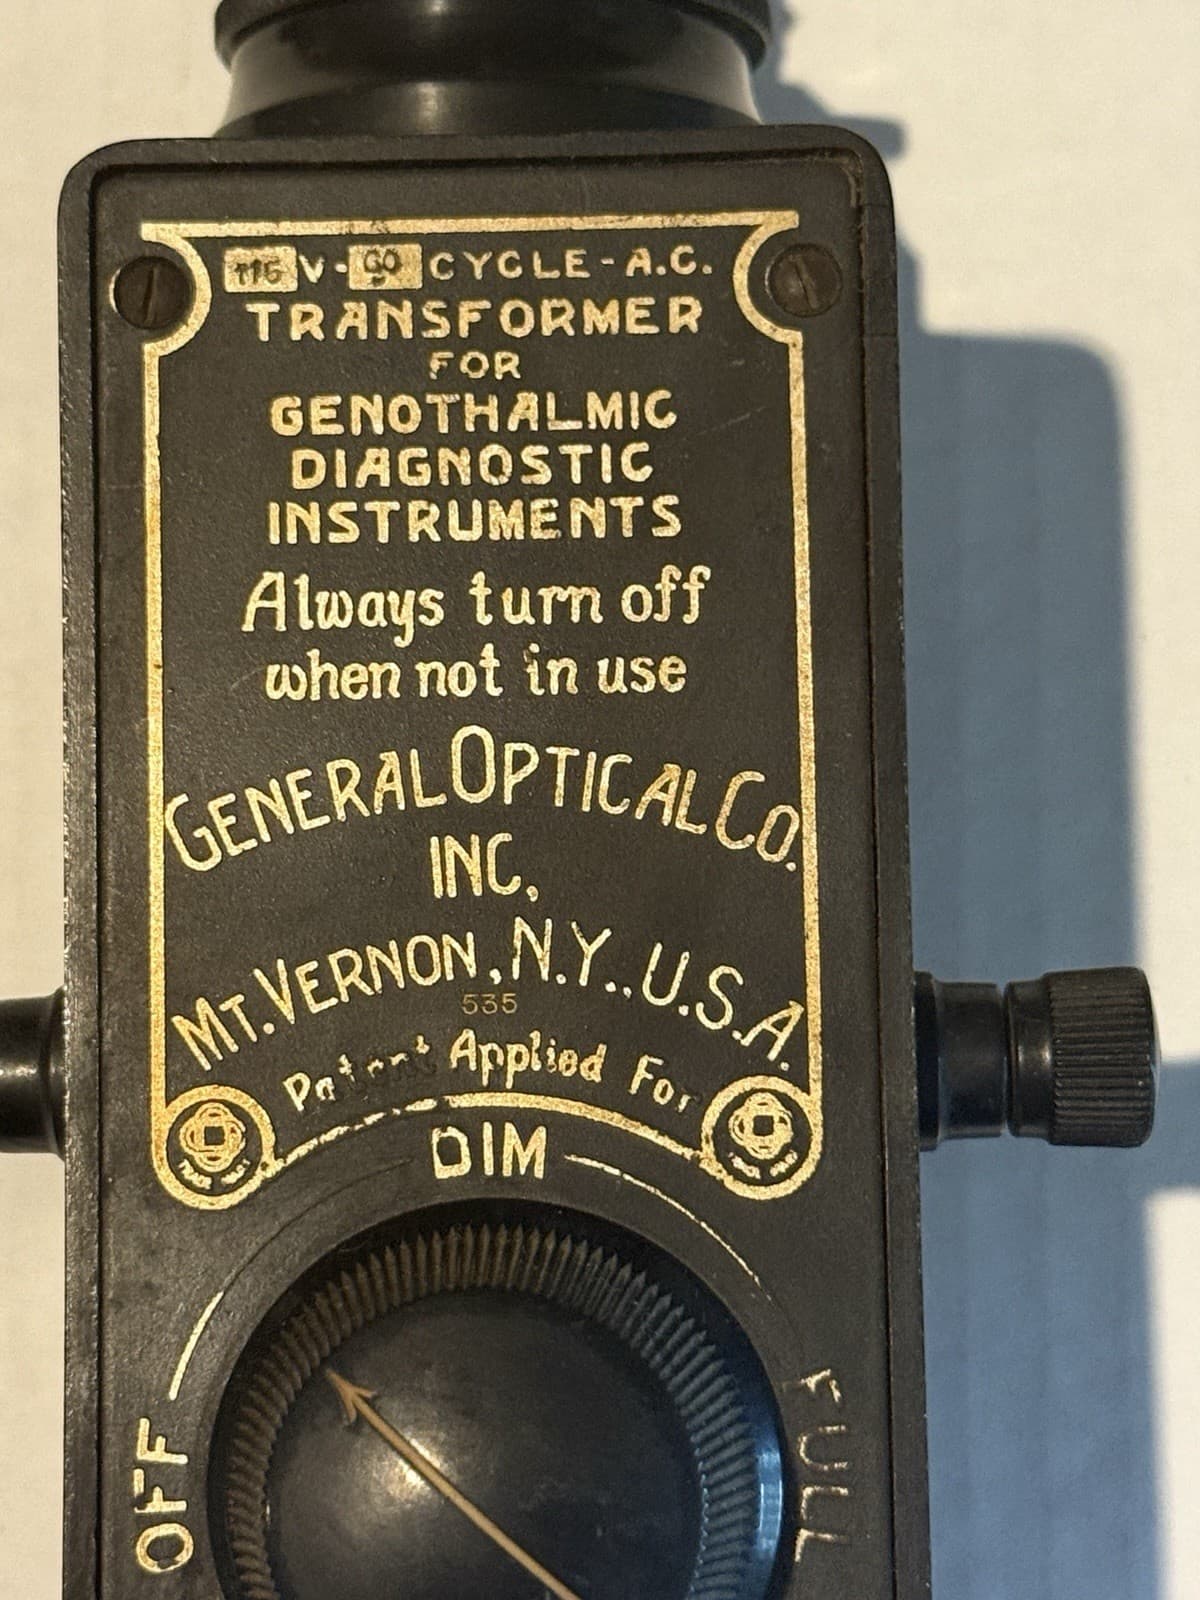 115 V-60 CYCLE-A.C.
TRANSFORMER
FOR
GENOTHALMIC
DIAGNOSTIC
INSTRUMENTS
Always turn off
when not in use
GENERAL OPTICAL CO.
INC,
MT. VERNON, N.Y., U.S.A.
535
Patent Applied For
DIM
OFF
FULL